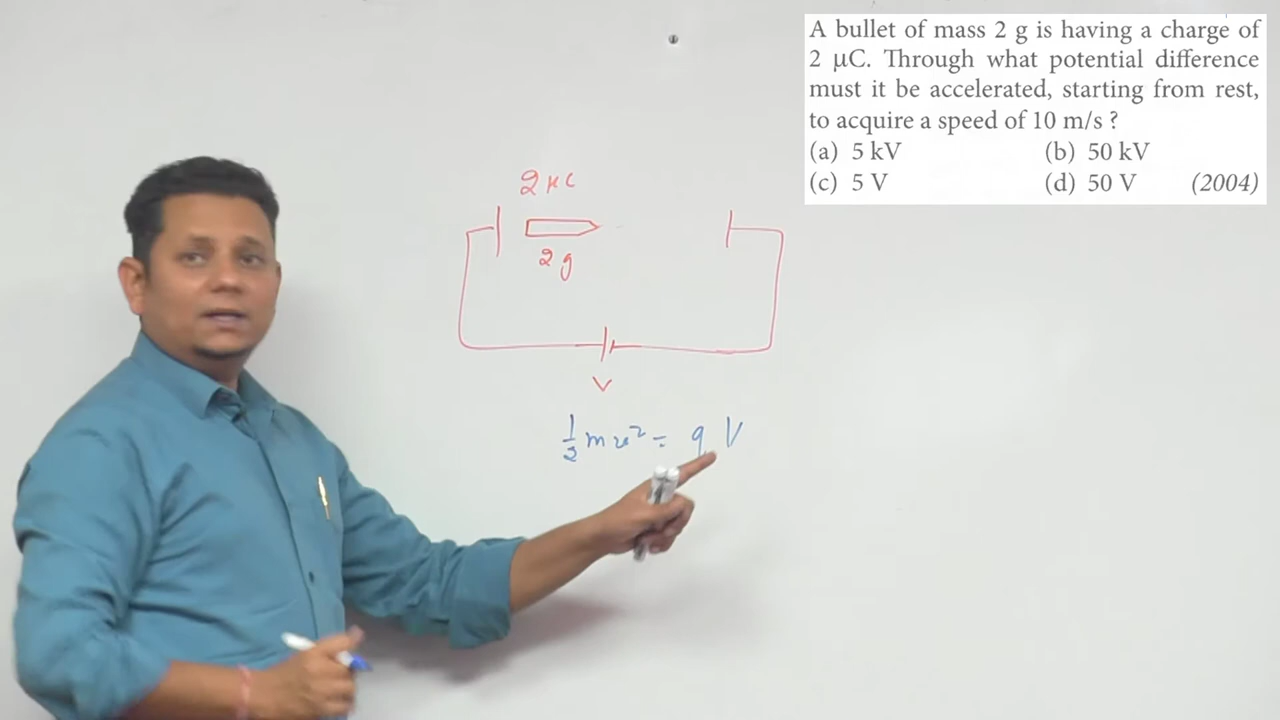 A bullet of mass 2 g is having a charge of
2 μC. Through what potential difference
must it be accelerated, starting from rest,
to acquire a speed of 10 m/s ?
(a) 5 kV (b) 50 kV
(c) 5 V (d) 50 V (2004)
2 μC
2 g
V
½ mv² = q V